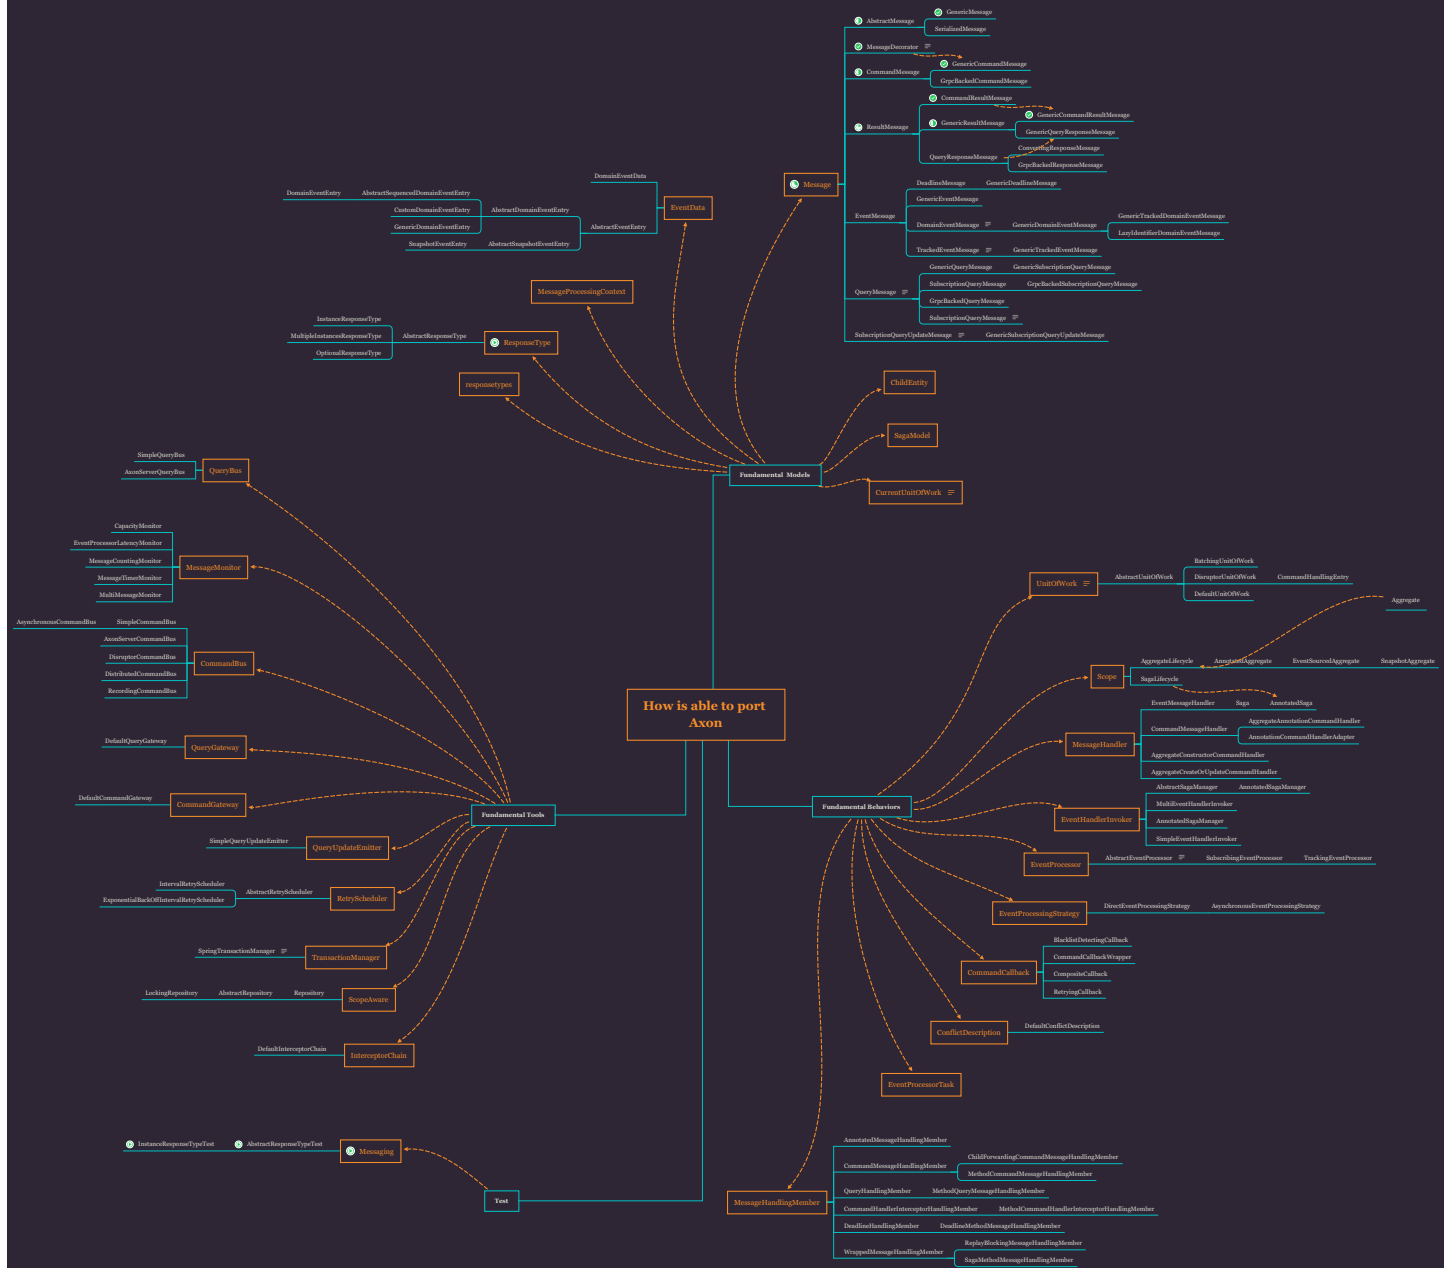 GenericMessage
AbstractMessage
SerializedMessage
MessageDecorator
GenericCommandMessage
CommandMessage
GrpcBackedCommandMessage
CommandResultMessage
GenericCommandResultMessage
ResultMessage
GenericResultMessage
GenericQueryResponseMessage
ConvertingResponseMessage
QueryResponseMessage
GrpcBackedResponseMessage
Message
DeadlineMessage
GenericDeadlineMessage
GenericEventMessage
EventMessage
GenericTrackedDomainEventMessage
DomainEventMessage
GenericDomainEventMessage
LazyIdentifierDomainEventMessage
TrackedEventMessage
GenericTrackedEventMessage
GenericQueryMessage
GenericSubscriptionQueryMessage
SubscriptionQueryMessage
GrpcBackedSubscriptionQueryMessage
QueryMessage
GrpcBackedQueryMessage
SubscriptionQueryMessage
SubscriptionQueryUpdateMessage
GenericSubscriptionQueryUpdateMessage
DomainEventData
DomainEventEntry
AbstractSequencedDomainEventEntry
CustomDomainEventEntry
AbstractDomainEventEntry
EventData
GenericDomainEventEntry
AbstractEventEntry
SnapshotEventEntry
AbstractSnapshotEventEntry
MessageProcessingContext
InstanceResponseType
MultipleInstancesResponseType
AbstractResponseType
ResponseType
OptionalResponseType
responsetypes
ChildEntity
SagaModel
Fundamental Models
CurrentUnitOfWork
SimpleQueryBus
AxonServerQueryBus
QueryBus
CapacityMonitor
EventProcessorLatencyMonitor
MessageCountingMonitor
MessageMonitor
MessageTimerMonitor
MultiMessageMonitor
AsynchronousCommandBus
SimpleCommandBus
AxonServerCommandBus
DisruptorCommandBus
CommandBus
DistributedCommandBus
RecordingCommandBus
How is able to port
Axon
DefaultQueryGateway
QueryGateway
DefaultCommandGateway
CommandGateway
Fundamental Tools
SimpleQueryUpdateEmitter
QueryUpdateEmitter
IntervalRetryScheduler
ExponentialBackOffIntervalRetryScheduler
AbstractRetryScheduler
RetryScheduler
SpringTransactionManager
TransactionManager
LockingRepository
AbstractRepository
Repository
ScopeAware
DefaultInterceptorChain
InterceptorChain
InstanceResponseTypeTest
AbstractResponseTypeTest
Messaging
Test
BatchingUnitOfWork
UnitOfWork
AbstractUnitOfWork
DisruptorUnitOfWork
CommandHandlingEntry
DefaultUnitOfWork
Aggregate
AggregateLifecycle
AnnotatedAggregate
EventSourcedAggregate
SnapshotAggregate
Scope
SagaLifecycle
EventMessageHandler
Saga
AnnotatedSaga
AggregateAnnotationCommandHandler
CommandMessageHandler
AnnotationCommandHandlerAdapter
MessageHandler
AggregateConstructorCommandHandler
AggregateCreateOrUpdateCommandHandler
AbstractSagaManager
AnnotatedSagaManager
MultiEventHandlerInvoker
Fundamental Behaviors
EventHandlerInvoker
AnnotatedSagaManager
SimpleEventHandlerInvoker
EventProcessor
AbstractEventProcessor
SubscribingEventProcessor
TrackingEventProcessor
EventProcessingStrategy
DirectEventProcessingStrategy
AsynchronousEventProcessingStrategy
BlacklistDetectingCallback
CommandCallbackWrapper
CommandCallback
CompositeCallback
RetryingCallback
ConflictDescription
DefaultConflictDescription
EventProcessorTask
AnnotatedMessageHandlingMember
ChildForwardingCommandMessageHandlingMember
CommandMessageHandlingMember
MethodCommandMessageHandlingMember
QueryHandlingMember
MethodQueryMessageHandlingMember
MessageHandlingMember
CommandHandlerInterceptorHandlingMember
MethodCommandHandlerInterceptorHandlingMember
DeadlineHandlingMember
DeadlineMethodMessageHandlingMember
ReplayBlockingMessageHandlingMember
WrappedMessageHandlingMember
SagaMethodMessageHandlingMember